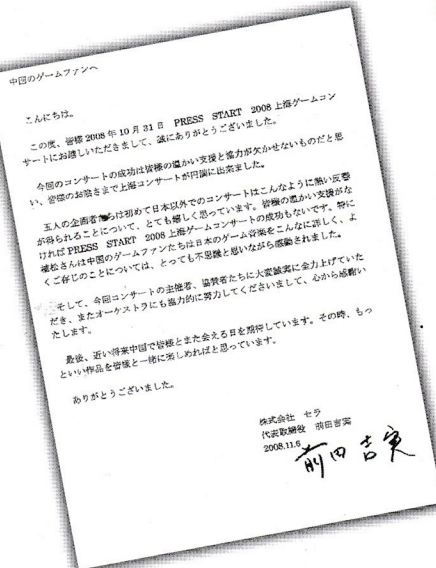 中国のゲームファンへ
こんにちは。
この度、皆様 2008 年 10 月 31 日　PRESS　START　2008 上海ゲームコン
サートにお越しいただきまして、誠にありがとうございました。
今回のコンサートの成功は皆様の温かい支援と協力が欠かせないものだと思
い、皆様のお陰さまで上海コンサートが円満に出来ました。
五人の企画者らは初めて日本以外でのコンサートはこんなように熱い反響
が得られることについて、とても嬉しく思っています。皆様の温かい支援がな
ければ PRESS　START　2008 上海ゲームコンサートの成功もないです。特に
植松さんは中国のゲームファンたちは日本のゲーム音楽をこんなに詳しく、よ
くご存じのことについては、とっても不思議と思いながら感動されました。
そして、今回コンサートの主催者、協賛者たちに大変誠実に全力上げていた
だき、またオーケストラにも協力的に努力してくださいまして、心から感謝い
たします。
最後、近い将来中国で皆様とまた会える日を期待しています。その時、もっ
といい作品を皆様と一緒に楽しめればと思っています。
ありがとうございました。
株式会社　セラ
代表取締役　前田吉実
2008.11.6
前田吉実